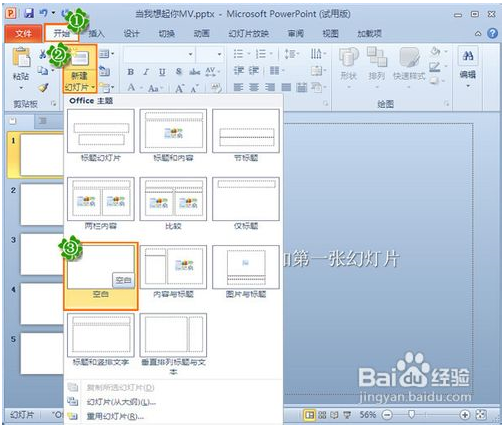 当我想起你MV.pptx - Microsoft PowerPoint (试用版)
文件 开始 插入 设计 动画 幻灯片放映 审阅 视图 加载项
①
②
粘贴
新建
幻灯片
B I U S abc AV
形状 排列 快速样式
编辑
剪贴板
绘图
Office 主题
标题幻灯片 标题和内容 节标题
两栏内容 比较 仅标题
③
空白
空白 内容与标题 图片与标题
标题和竖排文字 垂直排列标题与文本
复制所选幻灯片(D)
幻灯片(从大纲)(L)...
重用幻灯片(R)...
1
2
3
4
5
加第一张幻灯片
Baidu 经验
jingyan.baidu.com
幻灯片
56%